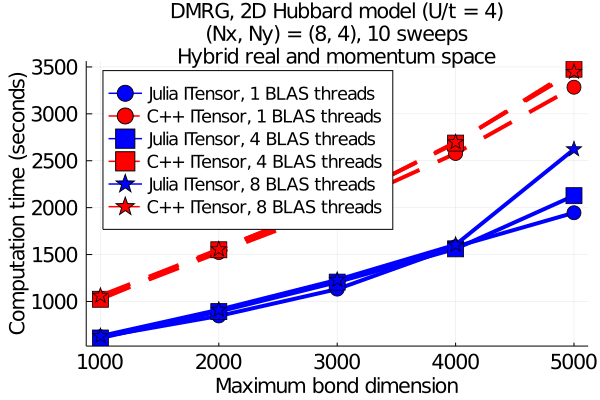 DMRG, 2D Hubbard model (U/t = 4)
(Nx, Ny) = (8, 4), 10 sweeps
Hybrid real and momentum space
Computation time (seconds)
3500
3000
2500
2000
1500
1000
Julia ITensor, 1 BLAS threads
C++ ITensor, 1 BLAS threads
Julia ITensor, 4 BLAS threads
C++ ITensor, 4 BLAS threads
Julia ITensor, 8 BLAS threads
C++ ITensor, 8 BLAS threads
1000 2000 3000 4000 5000
Maximum bond dimension